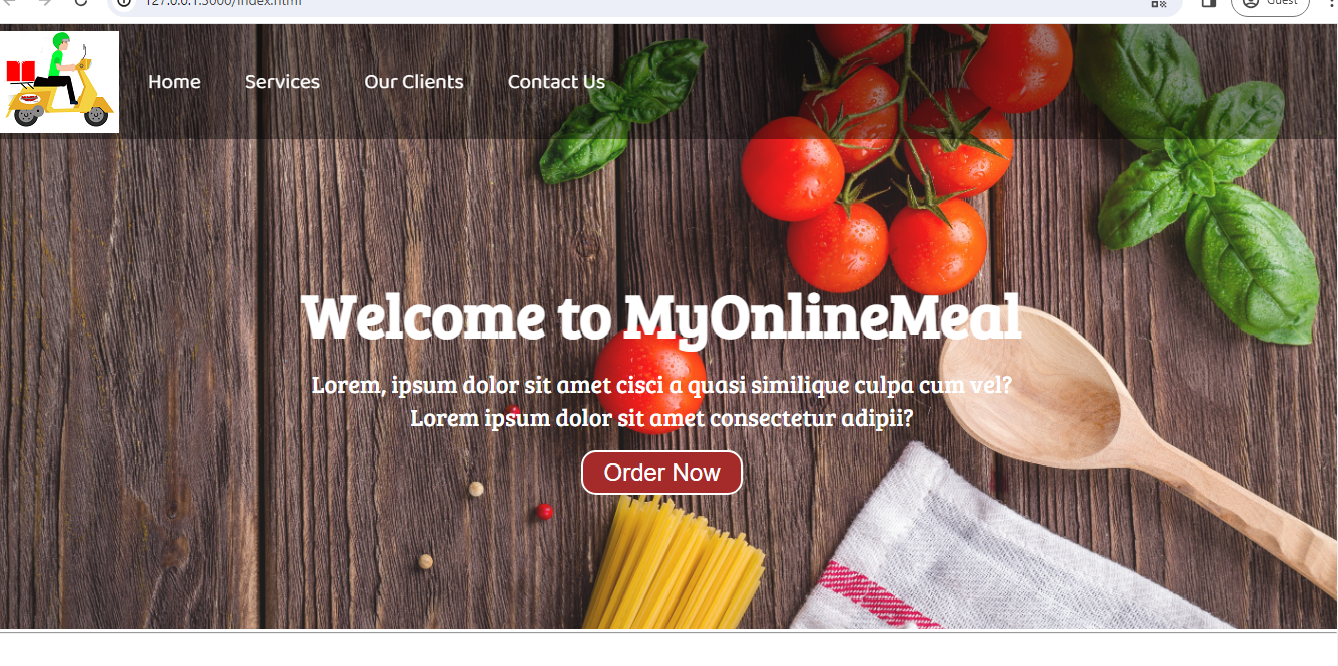 127.0.0.1:3000/index.html
Guest
Home Services Our Clients Contact Us
Welcome to MyOnlineMeal
Lorem, ipsum dolor sit amet cisci a quasi similique culpa cum vel?
Lorem ipsum dolor sit amet consectetur adipii?
Order Now